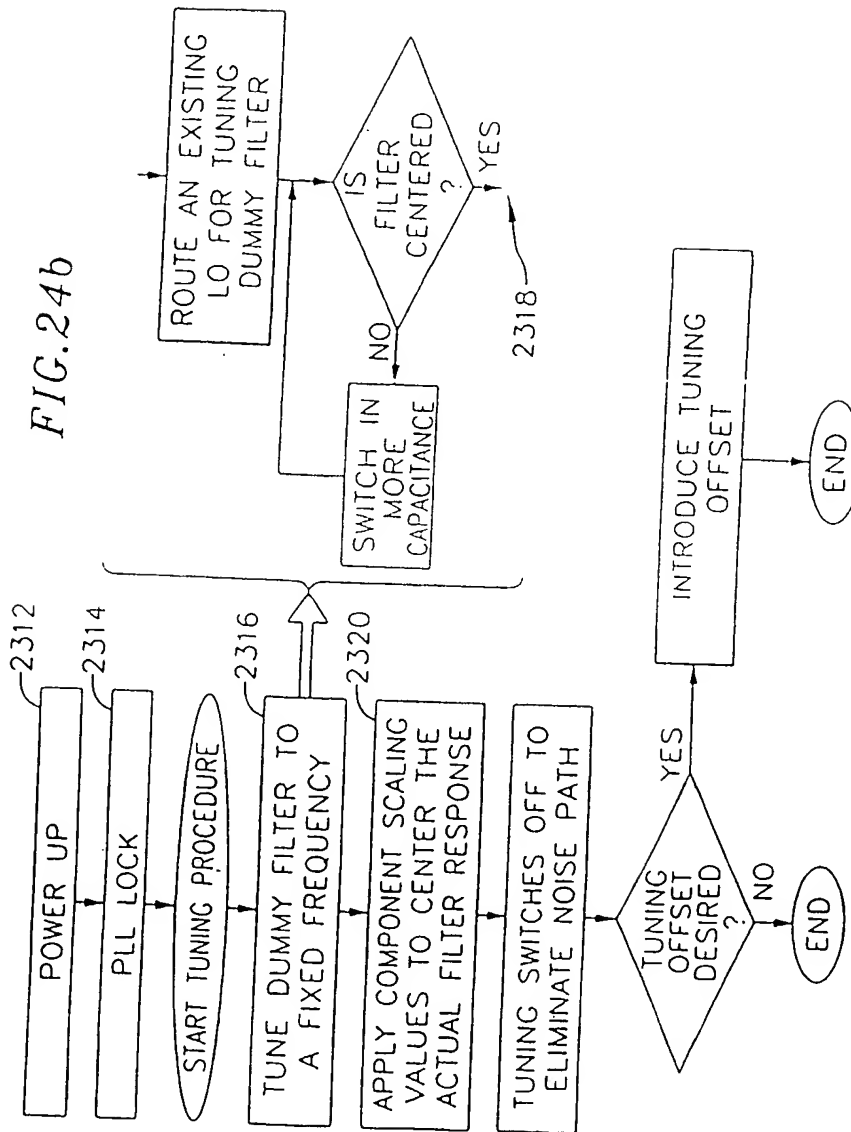 FIG.24b
POWER UP
2312
PLL LOCK
2314
START TUNING PROCEDURE
TUNE DUMMY FILTER TO
A FIXED FREQUENCY
2316
APPLY COMPONENT SCALING
VALUES TO CENTER THE
ACTUAL FILTER RESPONSE
2320
TUNING SWITCHES OFF TO
ELIMINATE NOISE PATH
TUNING
OFFSET
DESIRED
?
YES
NO
END
INTRODUCE TUNING
OFFSET
END
ROUTE AN EXISTING
LO FOR TUNING
DUMMY FILTER
IS
FILTER
CENTERED
?
NO
YES
SWITCH IN
MORE
CAPACITANCE
2318